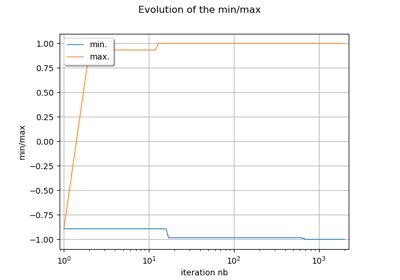 Evolution of the min/max
min.
max.
1.00
0.75
0.50
0.25
0.00
−0.25
−0.50
−0.75
−1.00
min/max
10⁰
10¹
10²
10³
iteration nb